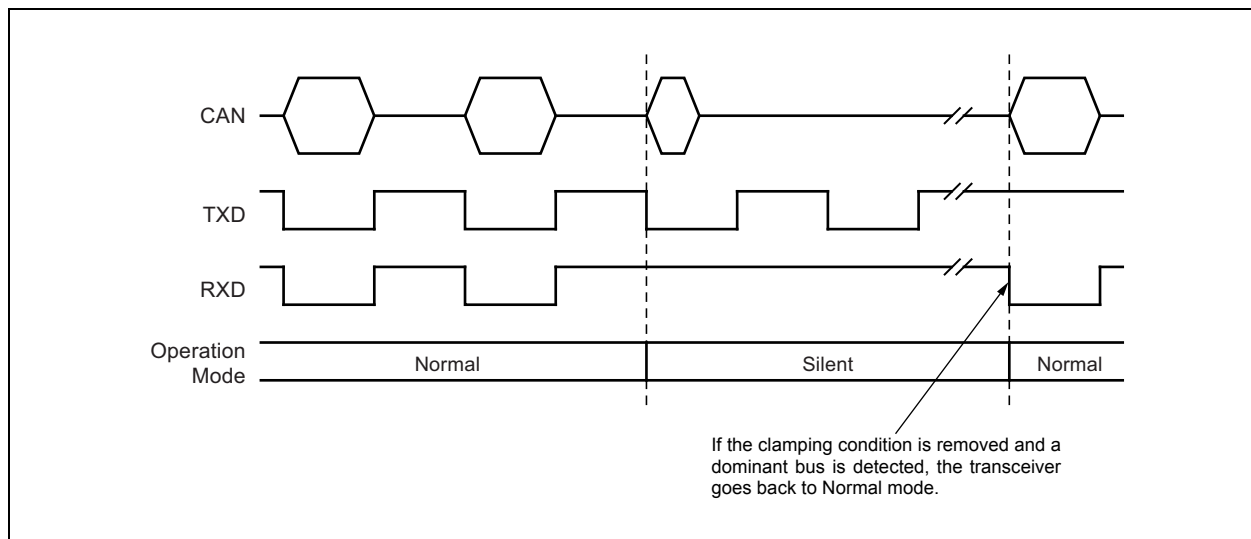 CAN
TXD
RXD
Operation
Mode
Normal
Silent
Normal
If the clamping condition is removed and a
dominant bus is detected, the transceiver
goes back to Normal mode.